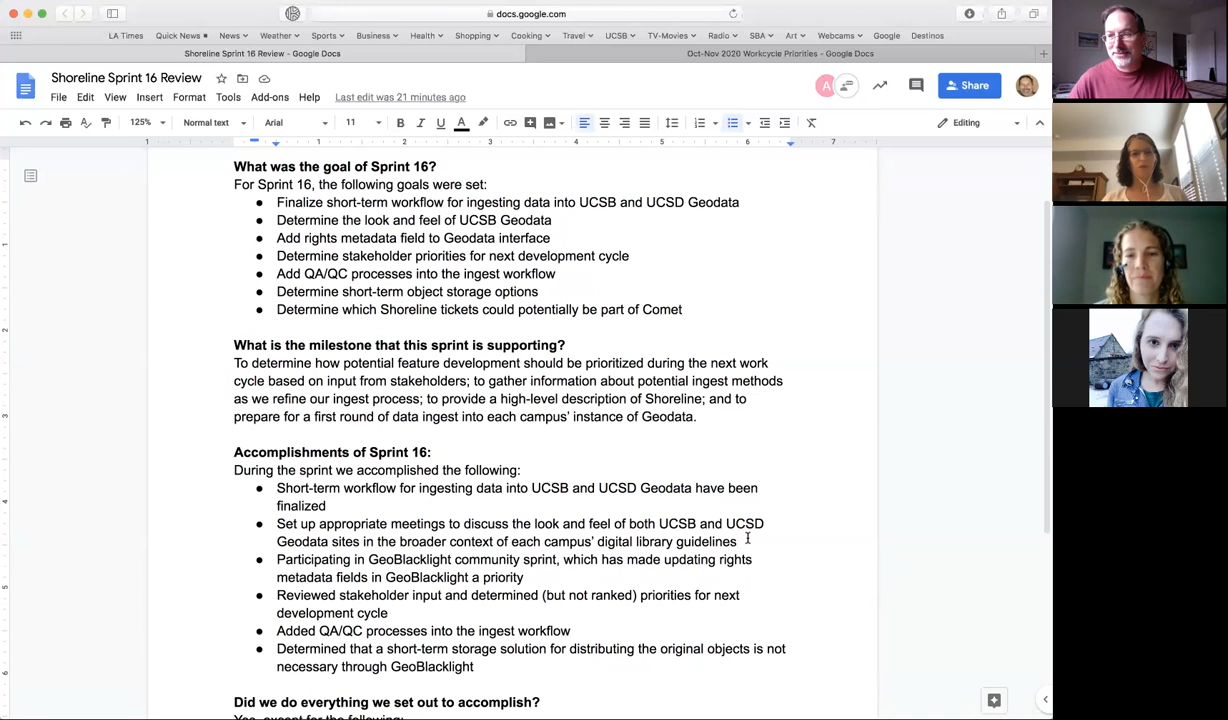 docs.google.com
LA Times Quick News Weather Sports Business Health Shopping Cooking Travel UCSB TV-Movies Radio SBA Art Webcams Google Destinos
Shoreline Sprint 16 Review - Google Docs Oct-Nov 2020 Workcycle Priorities - Google Docs
Shoreline Sprint 16 Review
A
Share
File Edit View Insert Format Tools Add-ons Help Last edit was 21 minutes ago
125% Normal text Arial 11 B I U A Editing
1 1 2 3 4 5 6 7
What was the goal of Sprint 16?
For Sprint 16, the following goals were set:
● Finalize short-term workflow for ingesting data into UCSB and UCSD Geodata
● Determine the look and feel of UCSB Geodata
● Add rights metadata field to Geodata interface
● Determine stakeholder priorities for next development cycle
● Add QA/QC processes into the ingest workflow
● Determine short-term object storage options
● Determine which Shoreline tickets could potentially be part of Comet
What is the milestone that this sprint is supporting?
To determine how potential feature development should be prioritized during the next work
cycle based on input from stakeholders; to gather information about potential ingest methods
as we refine our ingest process; to provide a high-level description of Shoreline; and to
prepare for a first round of data ingest into each campus' instance of Geodata.
Accomplishments of Sprint 16:
During the sprint we accomplished the following:
● Short-term workflow for ingesting data into UCSB and UCSD Geodata have been
finalized
● Set up appropriate meetings to discuss the look and feel of both UCSB and UCSD
Geodata sites in the broader context of each campus' digital library guidelines
● Participating in GeoBlacklight community sprint, which has made updating rights
metadata fields in GeoBlacklight a priority
● Reviewed stakeholder input and determined (but not ranked) priorities for next
development cycle
● Added QA/QC processes into the ingest workflow
● Determined that a short-term storage solution for distributing the original objects is not
necessary through GeoBlacklight
Did we do everything we set out to accomplish?
Yes, except for the following: